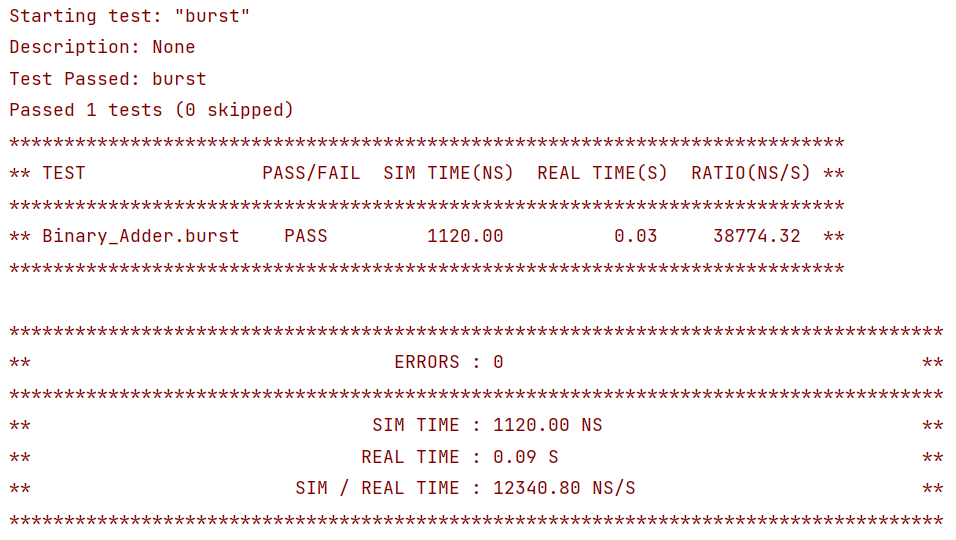 Starting test: "burst"
Description: None
Test Passed: burst
Passed 1 tests (0 skipped)
****************************************************************************
** TEST                PASS/FAIL  SIM TIME(NS)  REAL TIME(S)  RATIO(NS/S) **
****************************************************************************
** Binary_Adder.burst    PASS         1120.00          0.03     38774.32  **
****************************************************************************

*************************************************************************************
**                                 ERRORS : 0                                      **
*************************************************************************************
**                               SIM TIME : 1120.00 NS                             **
**                              REAL TIME : 0.09 S                                 **
**                        SIM / REAL TIME : 12340.80 NS/S                          **
*************************************************************************************